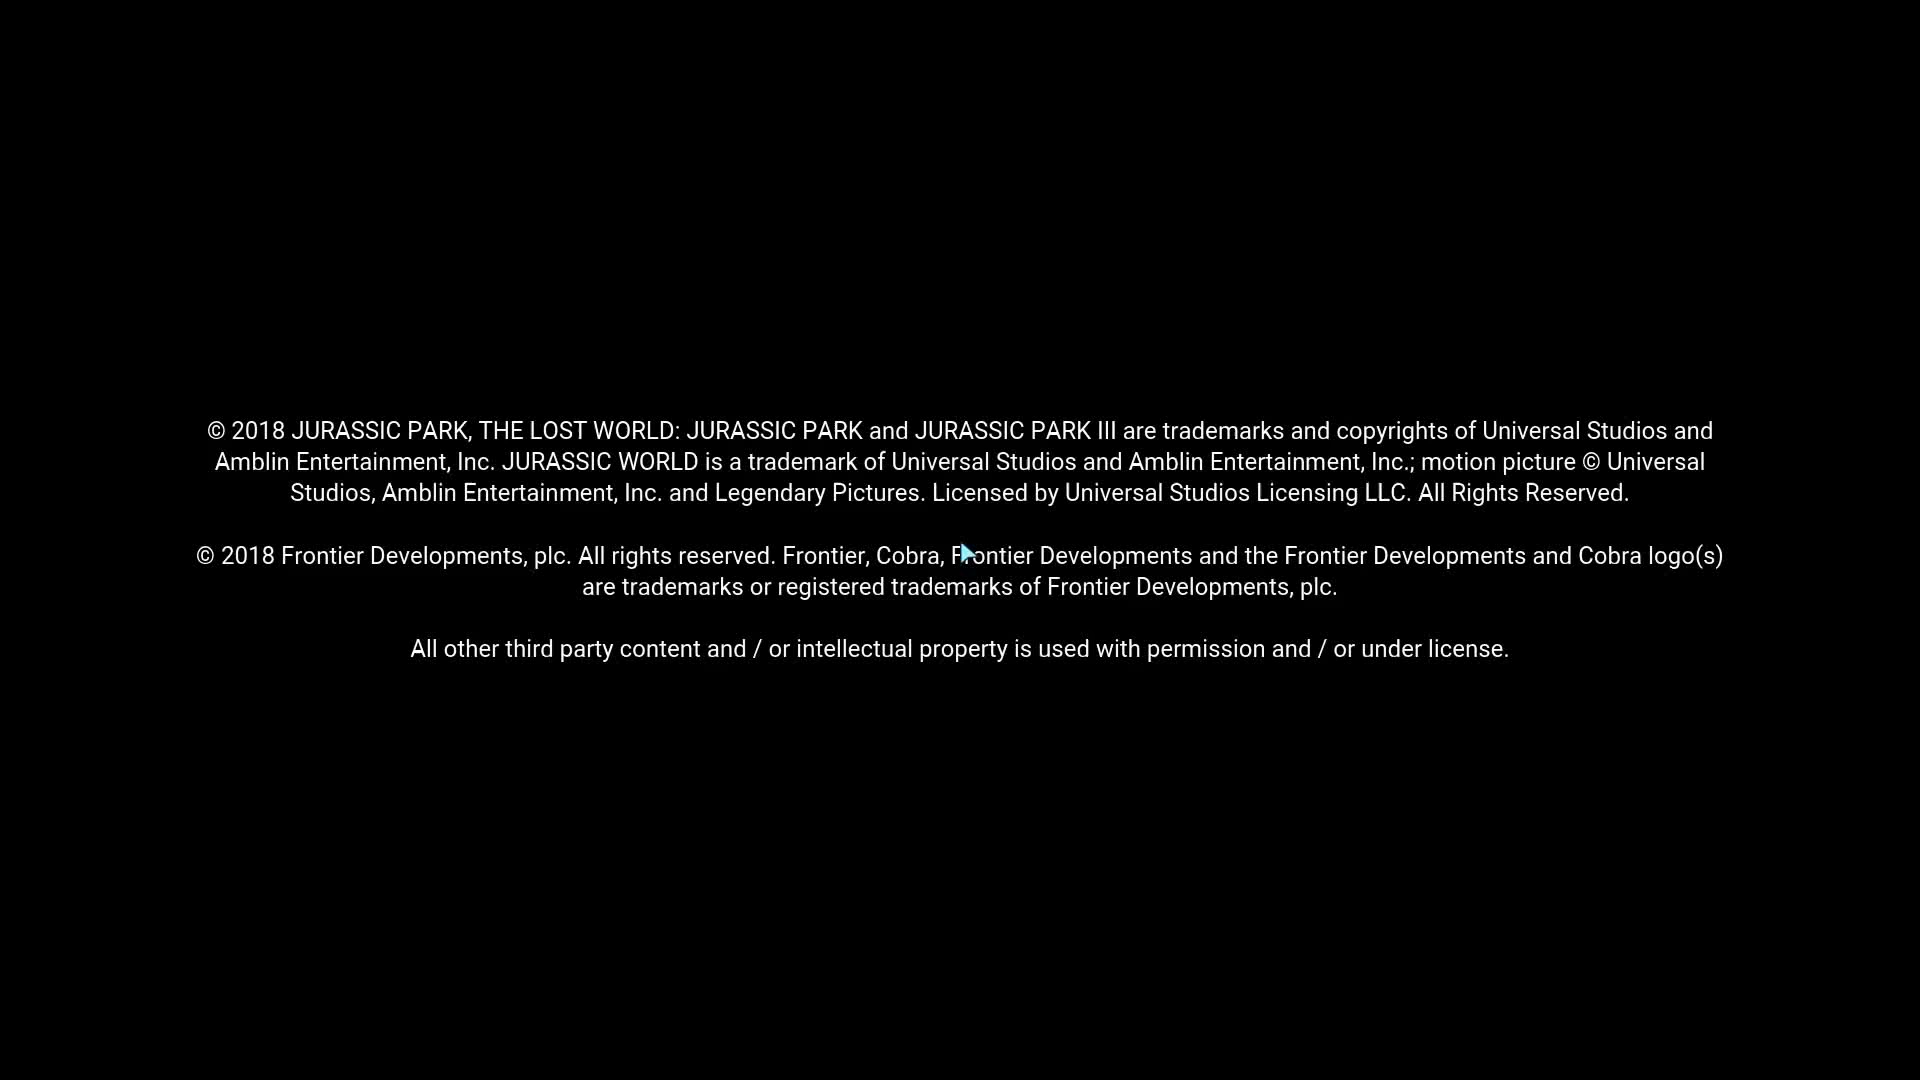 © 2018 JURASSIC PARK, THE LOST WORLD: JURASSIC PARK and JURASSIC PARK III are trademarks and copyrights of Universal Studios and
Amblin Entertainment, Inc. JURASSIC WORLD is a trademark of Universal Studios and Amblin Entertainment, Inc.; motion picture © Universal
Studios, Amblin Entertainment, Inc. and Legendary Pictures. Licensed by Universal Studios Licensing LLC. All Rights Reserved.
© 2018 Frontier Developments, plc. All rights reserved. Frontier, Cobra, Frontier Developments and the Frontier Developments and Cobra logo(s)
are trademarks or registered trademarks of Frontier Developments, plc.
All other third party content and / or intellectual property is used with permission and / or under license.